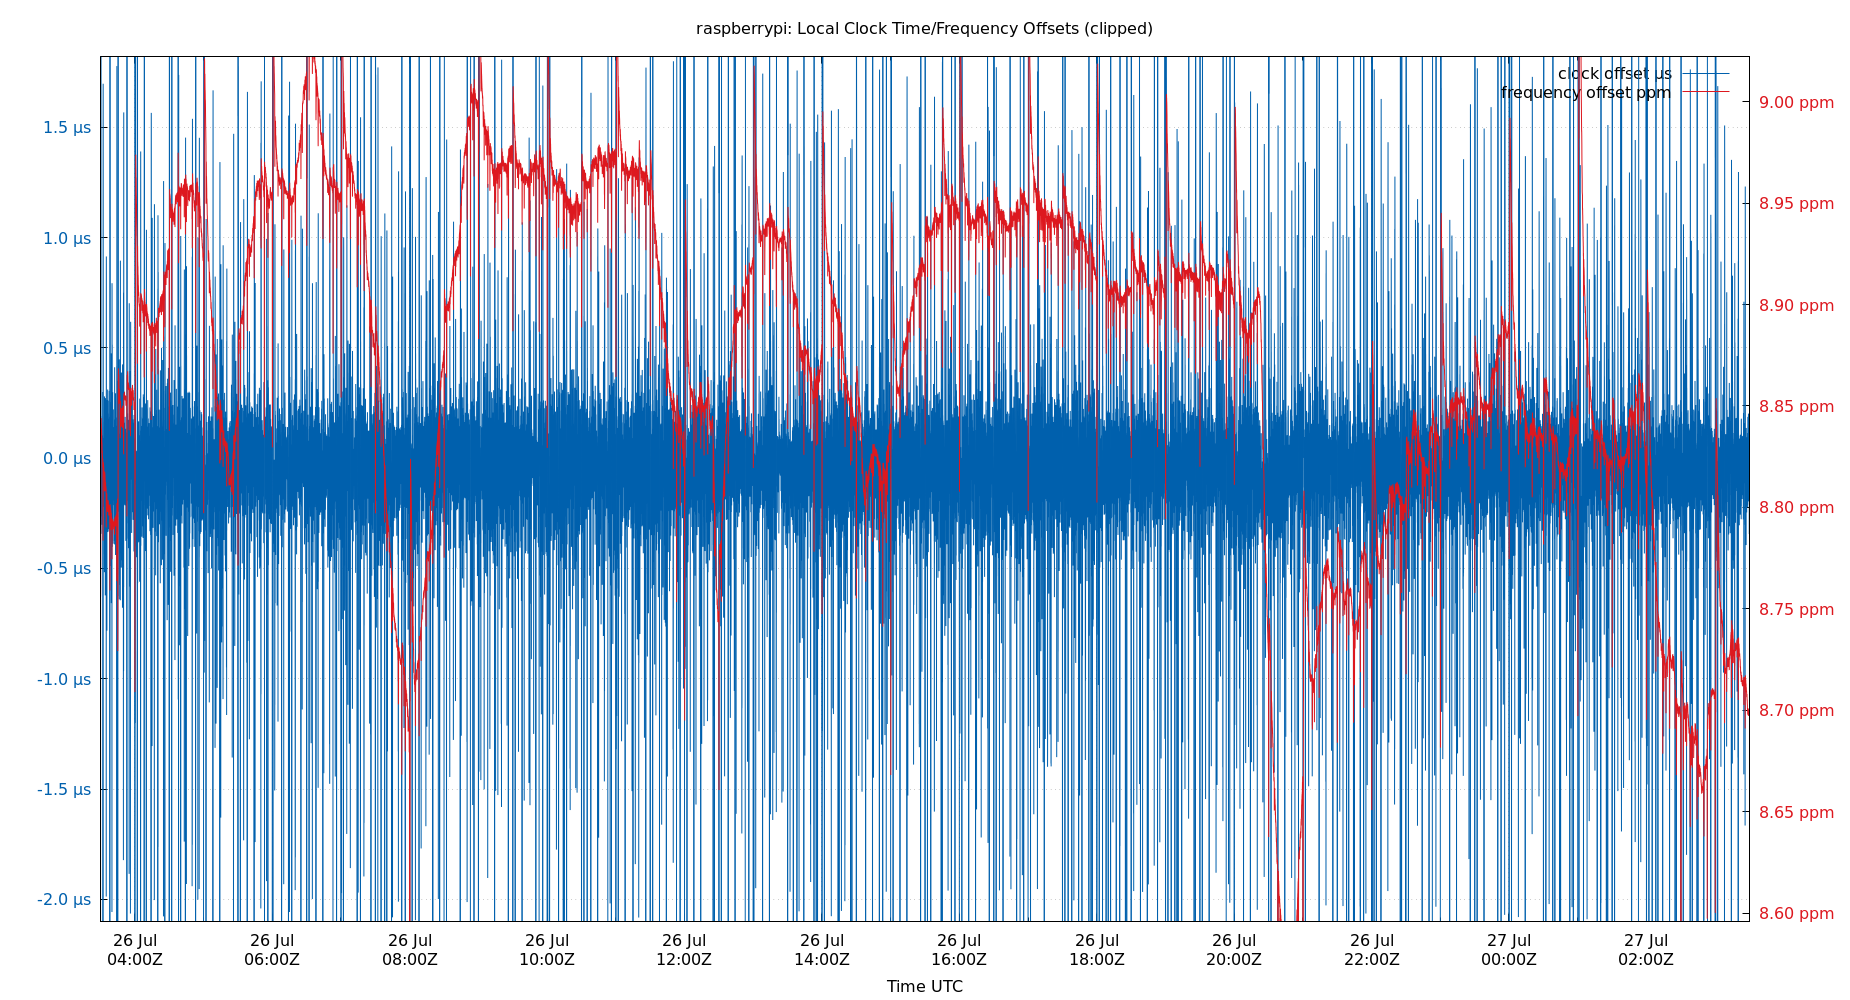 raspberrypi: Local Clock Time/Frequency Offsets (clipped)
clock offset µs
frequency offset ppm
1.5 µs
1.0 µs
0.5 µs
0.0 µs
-0.5 µs
-1.0 µs
-1.5 µs
-2.0 µs
9.00 ppm
8.95 ppm
8.90 ppm
8.85 ppm
8.80 ppm
8.75 ppm
8.70 ppm
8.65 ppm
8.60 ppm
26 Jul 26 Jul 26 Jul 26 Jul 26 Jul 26 Jul 26 Jul 26 Jul 26 Jul 26 Jul 27 Jul 27 Jul
04:00Z 06:00Z 08:00Z 10:00Z 12:00Z 14:00Z 16:00Z 18:00Z 20:00Z 22:00Z 00:00Z 02:00Z
Time UTC